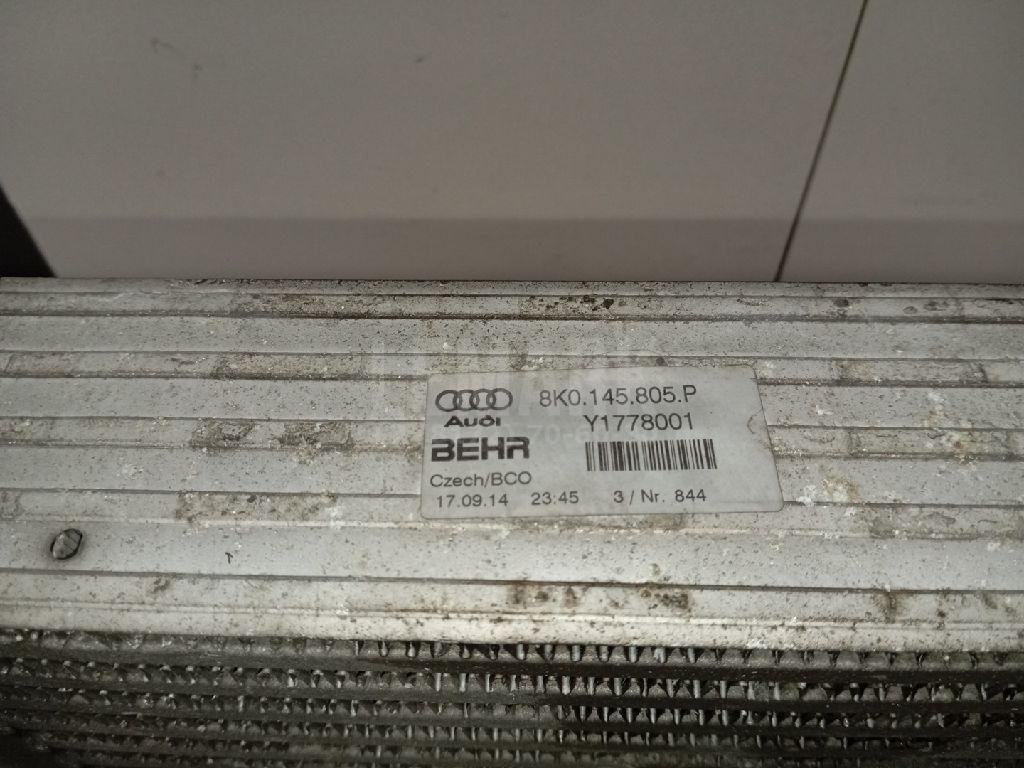 8K0.145.805.P
Audi
Y1778001
BEHR
Czech/BCO
17.09.14 23:45 3 / Nr. 844